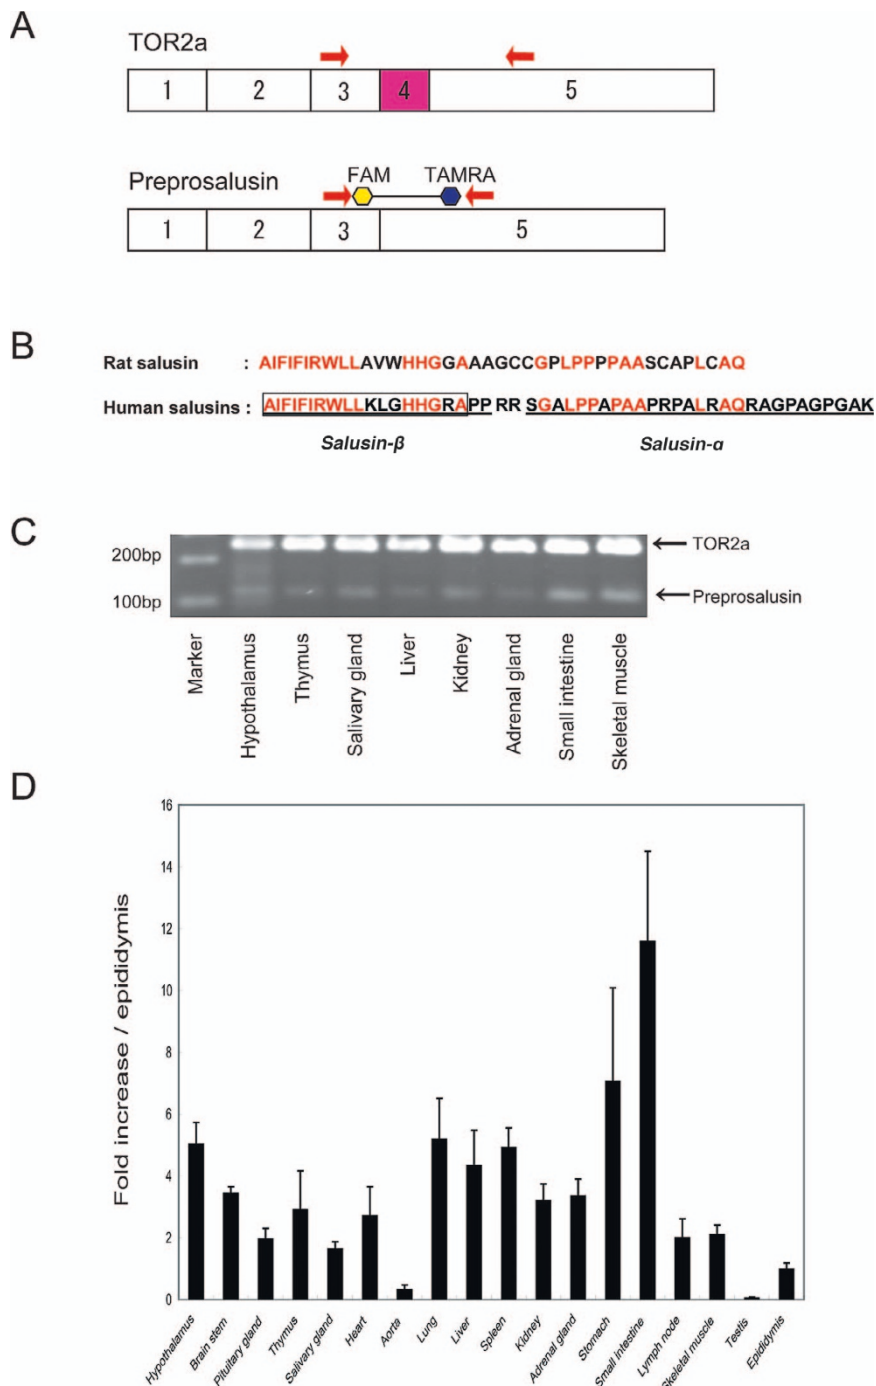 A
TOR2a
1 2 3 4 5
FAM TAMRA
Preprosalusin
1 2 3 5
B
Rat salusin : AIFIFIRWLLAVWHHGGAAAGCCGPLPPPPAASCAPLCAQ
Human salusins : AIFIFIRWLLKLGHHGRAPP RR SGALPPAPAAPRPALRAQRAGPAGPGAK
Salusin-β Salusin-α
C
200bp
TOR2a
100bp
Preprosalusin
Marker
Hypothalamus
Thymus
Salivary gland
Liver
Kidney
Adrenal gland
Small intestine
Skeletal muscle
D
Fold increase / epididymis
16
14
12
10
8
6
4
2
0
Hypothalamus
Brain stem
Pituitary gland
Thymus
Salivary gland
Heart
Aorta
Lung
Liver
Spleen
Kidney
Adrenal gland
Stomach
Small intestine
Lymph node
Skeletal muscle
Testis
Epididymis